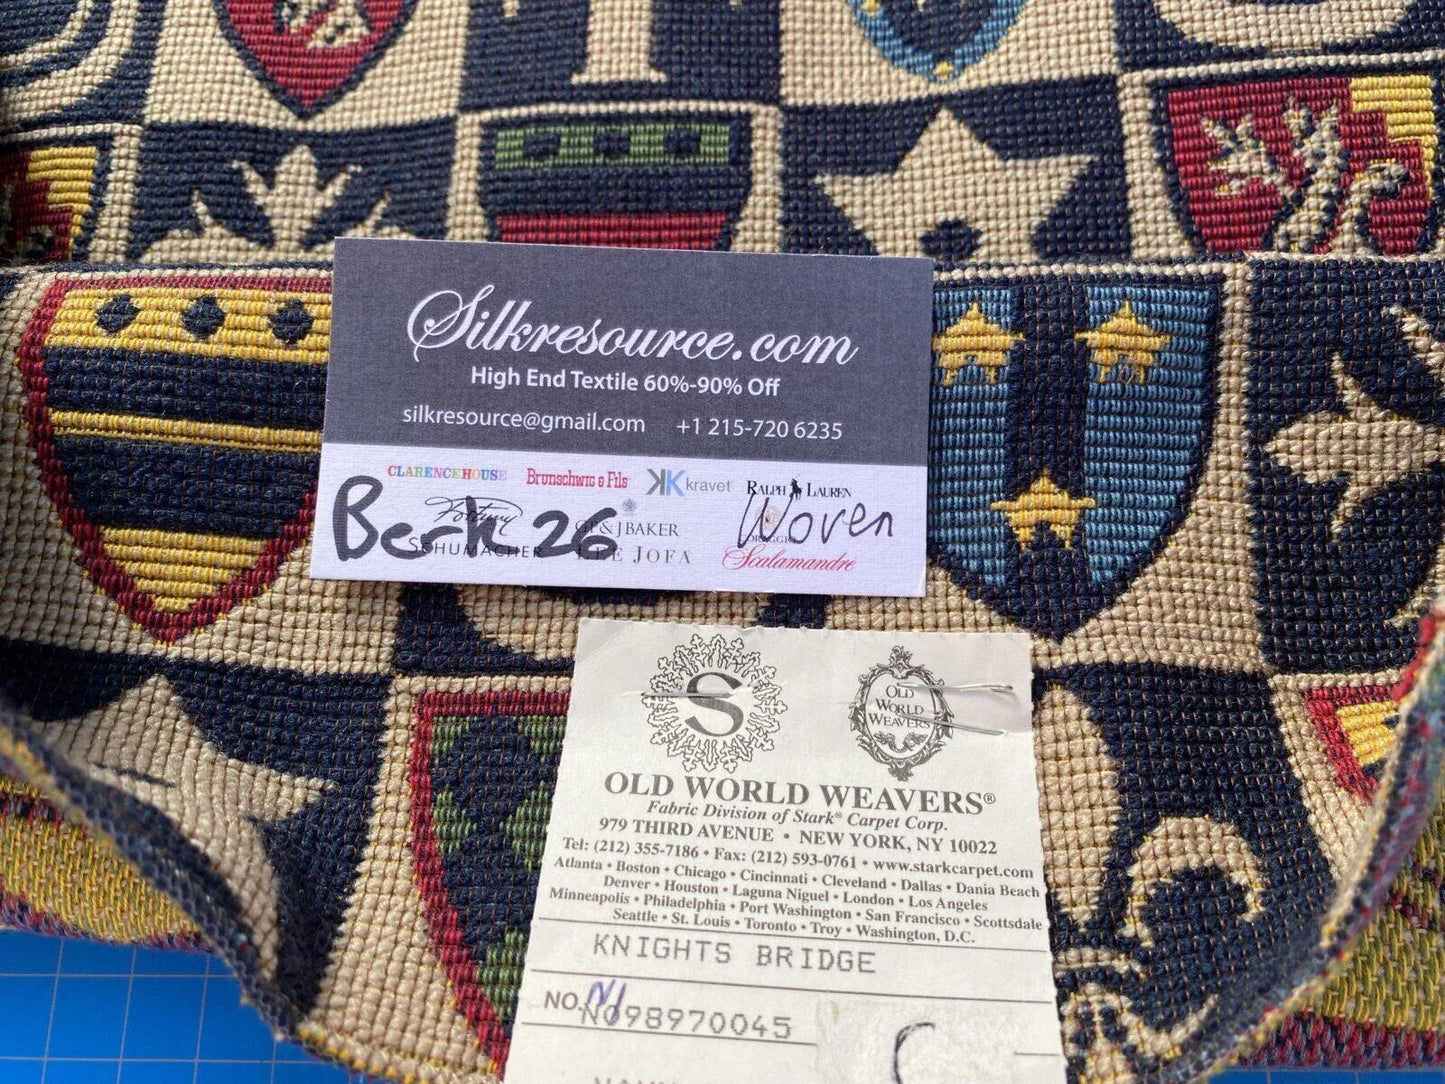 Silkresource.com
High End Textile 60%-90% Off
silkresource@gmail.com +1 215-720 6235
CLARENCE HOUSE Brunschwig & Fils kravet RALPH LAUREN
Fortuny GP & J BAKER
SCHUMACHER LEE JOFA Scalamandré
Woven
S
OLD
WORLD
WEAVERS
OLD WORLD WEAVERS®
Fabric Division of Stark® Carpet Corp.
979 THIRD AVENUE • NEW YORK, NY 10022
Tel: (212) 355-7186 • Fax: (212) 593-0761 • www.starkcarpet.com
Atlanta • Boston • Chicago • Cincinnati • Cleveland • Dallas • Dania Beach
Denver • Houston • Laguna Niguel • London • Los Angeles
Minneapolis • Philadelphia • Port Washington • San Francisco • Scottsdale
Seattle • St. Louis • Toronto • Troy • Washington, D.C.
KNIGHTS BRIDGE
NO. 98970045